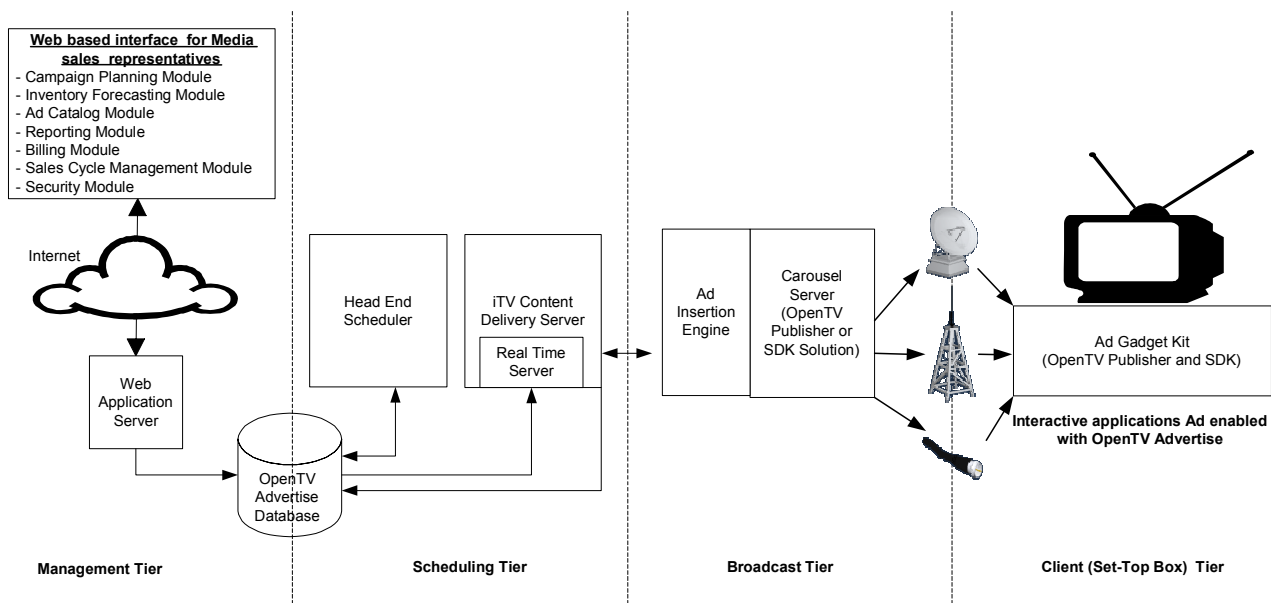 Web based interface for Media
sales representatives
- Campaign Planning Module
- Inventory Forecasting Module
- Ad Catalog Module
- Reporting Module
- Billing Module
- Sales Cycle Management Module
- Security Module
Internet
Web
Application
Server
OpenTV
Advertise
Database
Head End
Scheduler
iTV Content
Delivery Server
Real Time
Server
Ad
Insertion
Engine
Carousel
Server
(OpenTV
Publisher or
SDK Solution)
Ad Gadget Kit
(OpenTV Publisher and SDK)
Interactive applications Ad enabled
with OpenTV Advertise
Management Tier
Scheduling Tier
Broadcast Tier
Client (Set-Top Box) Tier